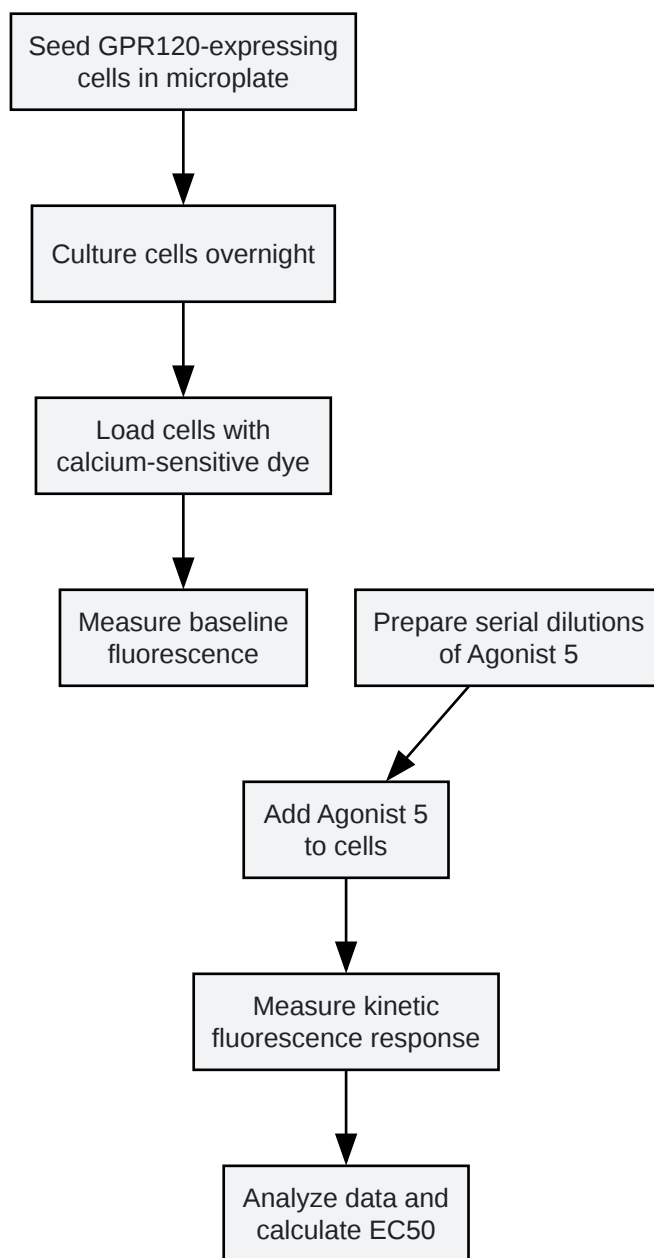 Seed GPR120-expressing
cells in microplate
Culture cells overnight
Load cells with
calcium-sensitive dye
Measure baseline
fluorescence
Prepare serial dilutions
of Agonist 5
Add Agonist 5
to cells
Measure kinetic
fluorescence response
Analyze data and
calculate EC50